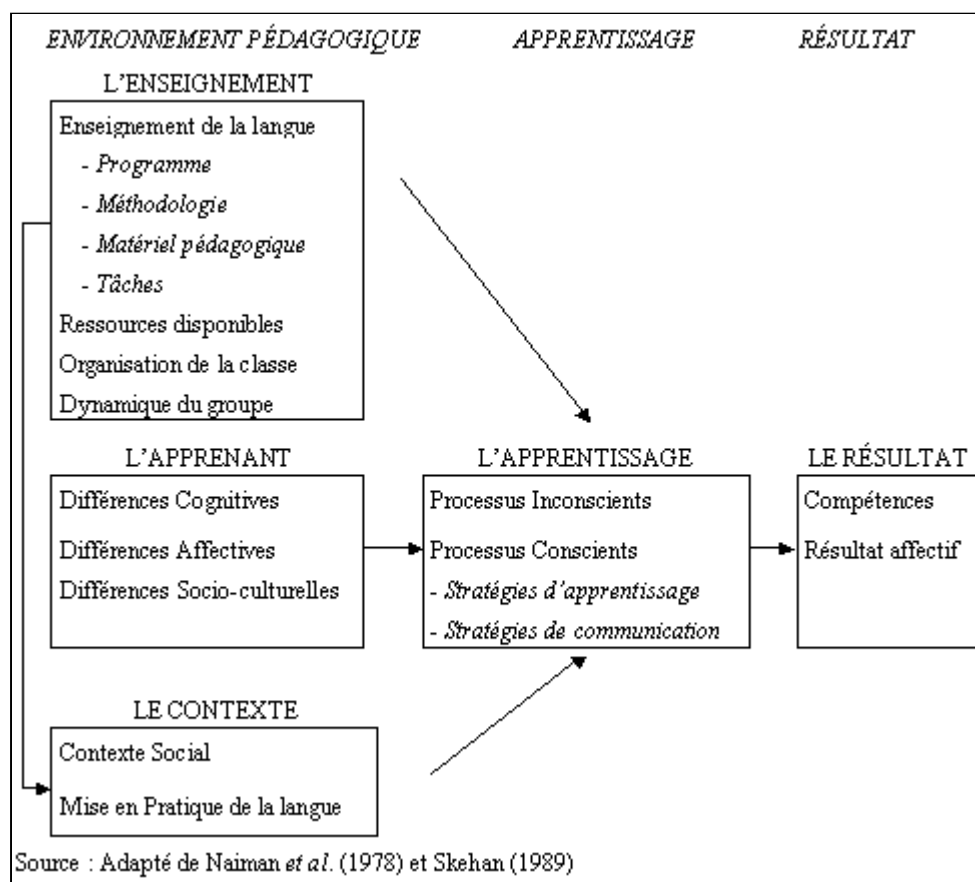 ENVIRONNEMENT PÉDAGOGIQUE APPRENTISSAGE RÉSULTAT
L'ENSEIGNEMENT
Enseignement de la langue
- Programme
- Méthodologie
- Matériel pédagogique
- Tâches
Ressources disponibles
Organisation de la classe
Dynamique du groupe
L'APPRENANT
Différences Cognitives
Différences Affectives
Différences Socio-culturelles
L'APPRENTISSAGE
Processus Inconscients
Processus Conscients
- Stratégies d'apprentissage
- Stratégies de communication
LE RÉSULTAT
Compétences
Résultat affectif
LE CONTEXTE
Contexte Social
Mise en Pratique de la langue
Source : Adapté de Naiman et al. (1978) et Skehan (1989)